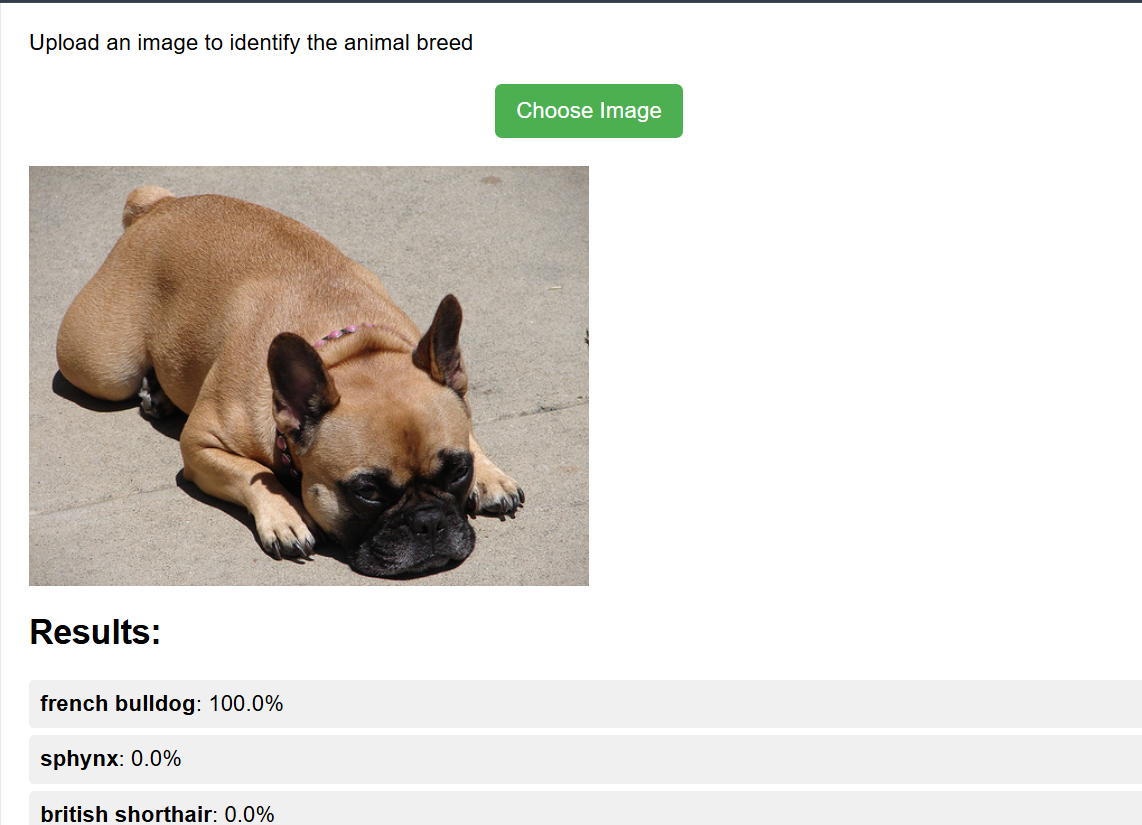 Upload an image to identify the animal breed
Choose Image
Results:
french bulldog: 100.0%
sphynx: 0.0%
british shorthair: 0.0%